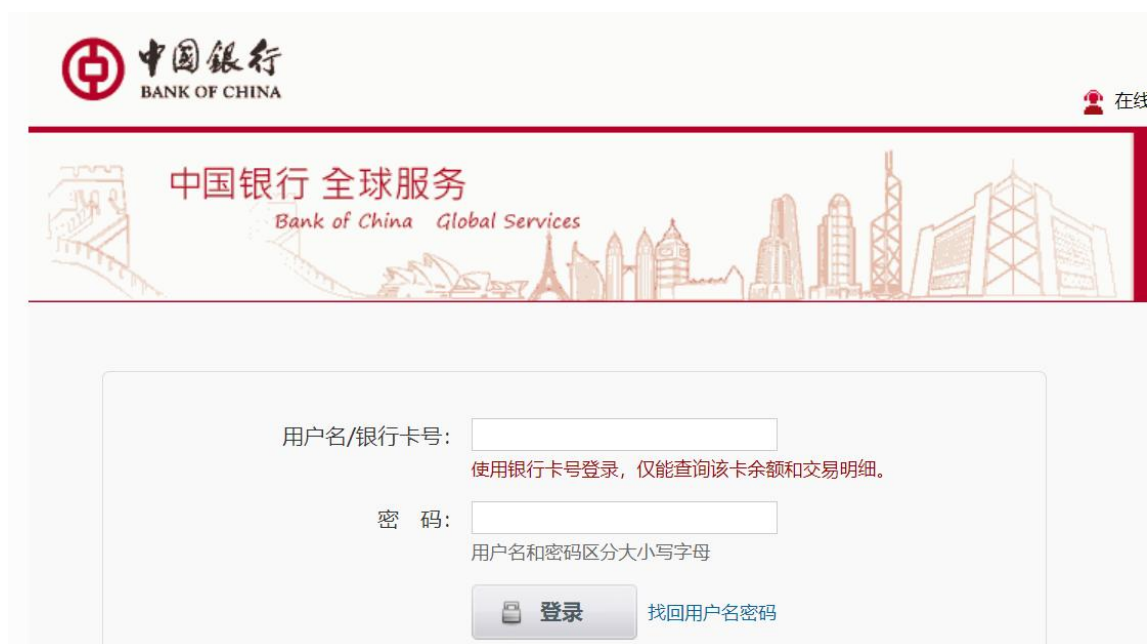 中国銀行
BANK OF CHINA
在线
中国银行 全球服务
Bank of China Global Services
用户名/银行卡号：
使用银行卡号登录，仅能查询该卡余额和交易明细。
密 码：
用户名和密码区分大小写字母
登录 找回用户名密码